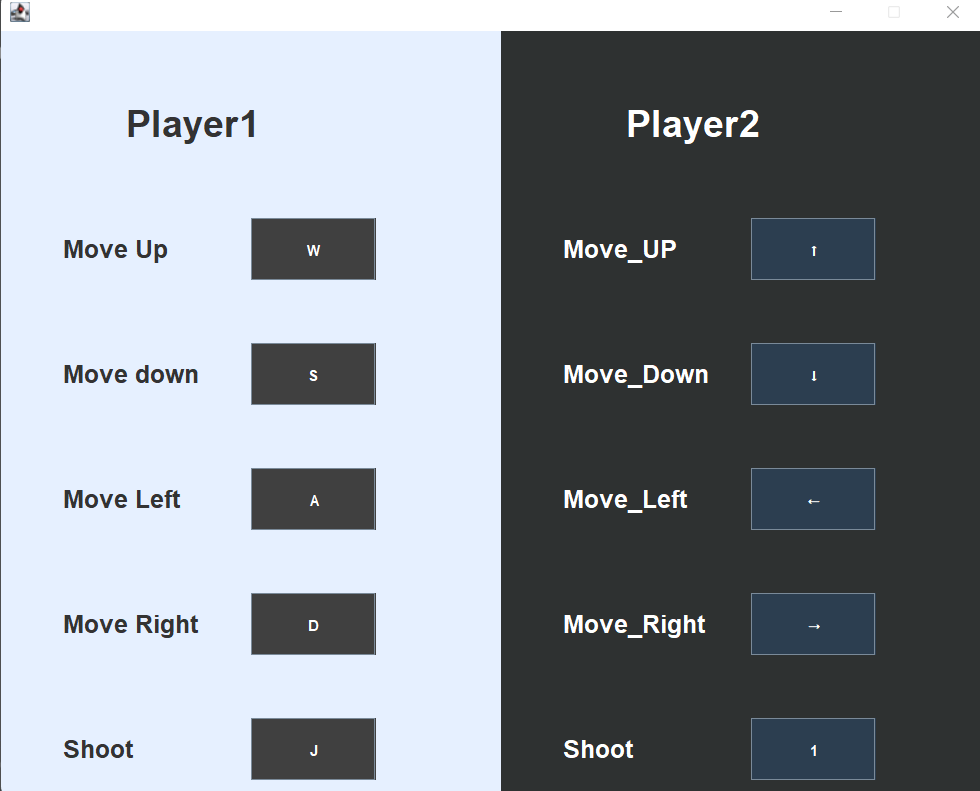 Player1
Player2
Move Up
W
Move_UP
↑
Move down
S
Move_Down
↓
Move Left
A
Move_Left
←
Move Right
D
Move_Right
→
Shoot
J
Shoot
1